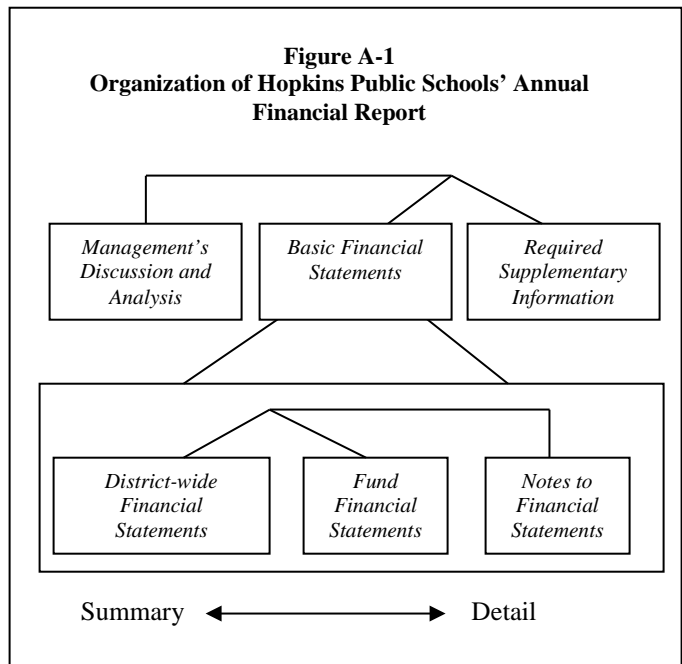 Figure A-1
Organization of Hopkins Public Schools’ Annual
Financial Report
Management’s
Discussion and
Analysis
Basic Financial
Statements
Required
Supplementary
Information
District-wide
Financial
Statements
Fund
Financial
Statements
Notes to
Financial
Statements
Summary
Detail